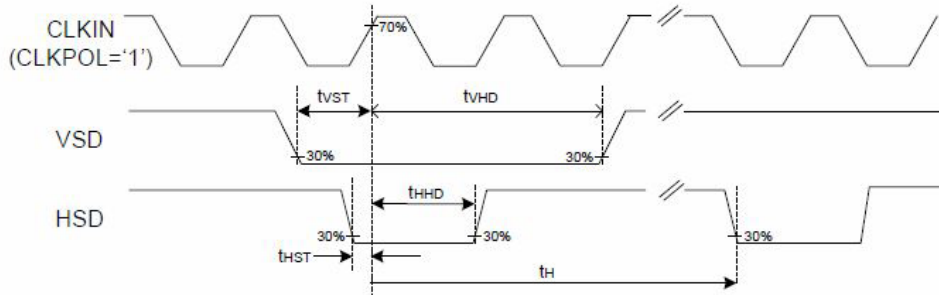 CLKIN
(CLKPOL=‘1’)
70%
tVST
tVHD
VSD
30%
30%
tHHD
HSD
30%
30%
30%
tHST
tH